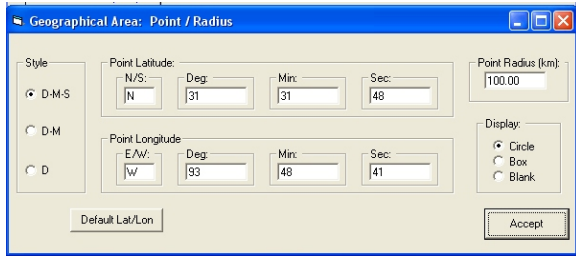 Geographical Area: Point / Radius
Style
D-M-S
D-M
D
Point Latitude:
N/S: Deg: Min: Sec:
N 31 31 48
Point Longitude
E/W: Deg: Min: Sec:
W 93 48 41
Point Radius (km):
100.00
Display:
Circle
Box
Blank
Default Lat/Lon
Accept